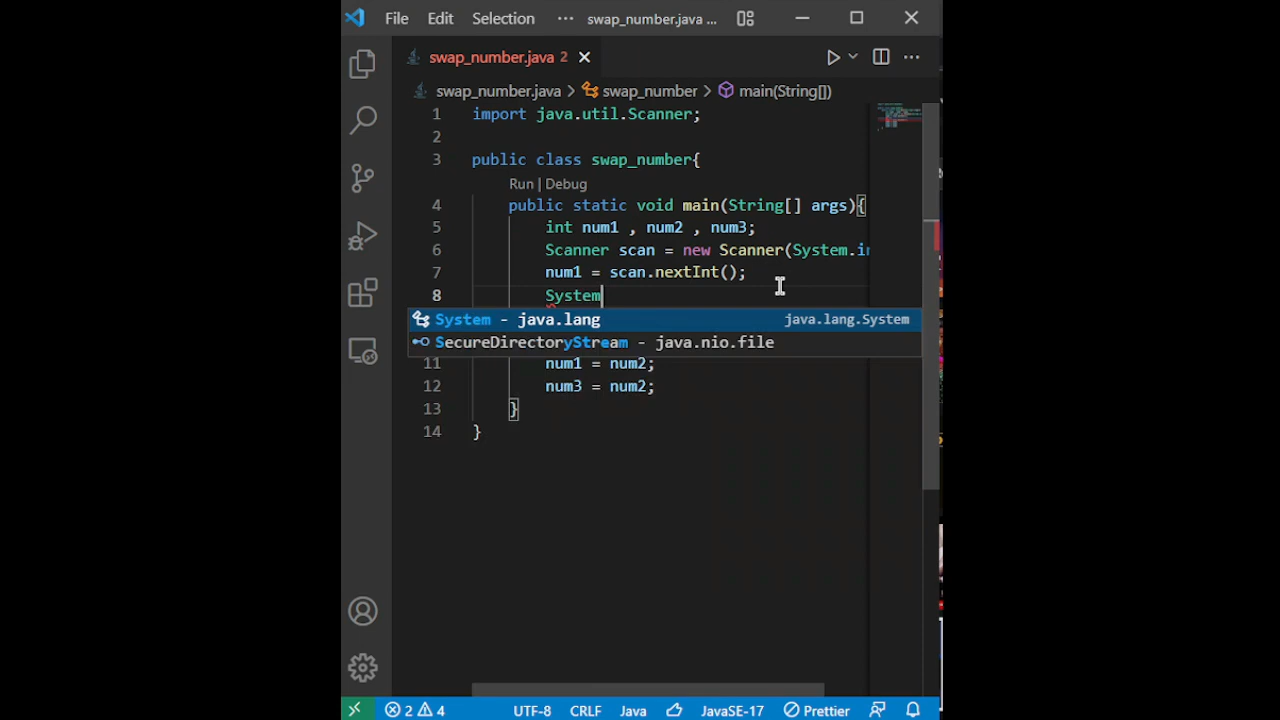 File Edit Selection ··· swap_number.java ...
swap_number.java 2
swap_number.java > swap_number > main(String[])
1 import java.util.Scanner;
2
3 public class swap_number{
Run | Debug
4 public static void main(String[] args){
5 int num1 , num2 , num3;
6 Scanner scan = new Scanner(System.in
7 num1 = scan.nextInt();
8 System
System - java.lang java.lang.System
SecureDirectoryStream - java.nio.file
11 num1 = num2;
12 num3 = num2;
13 }
14 }
2 4 UTF-8 CRLF Java JavaSE-17 Prettier